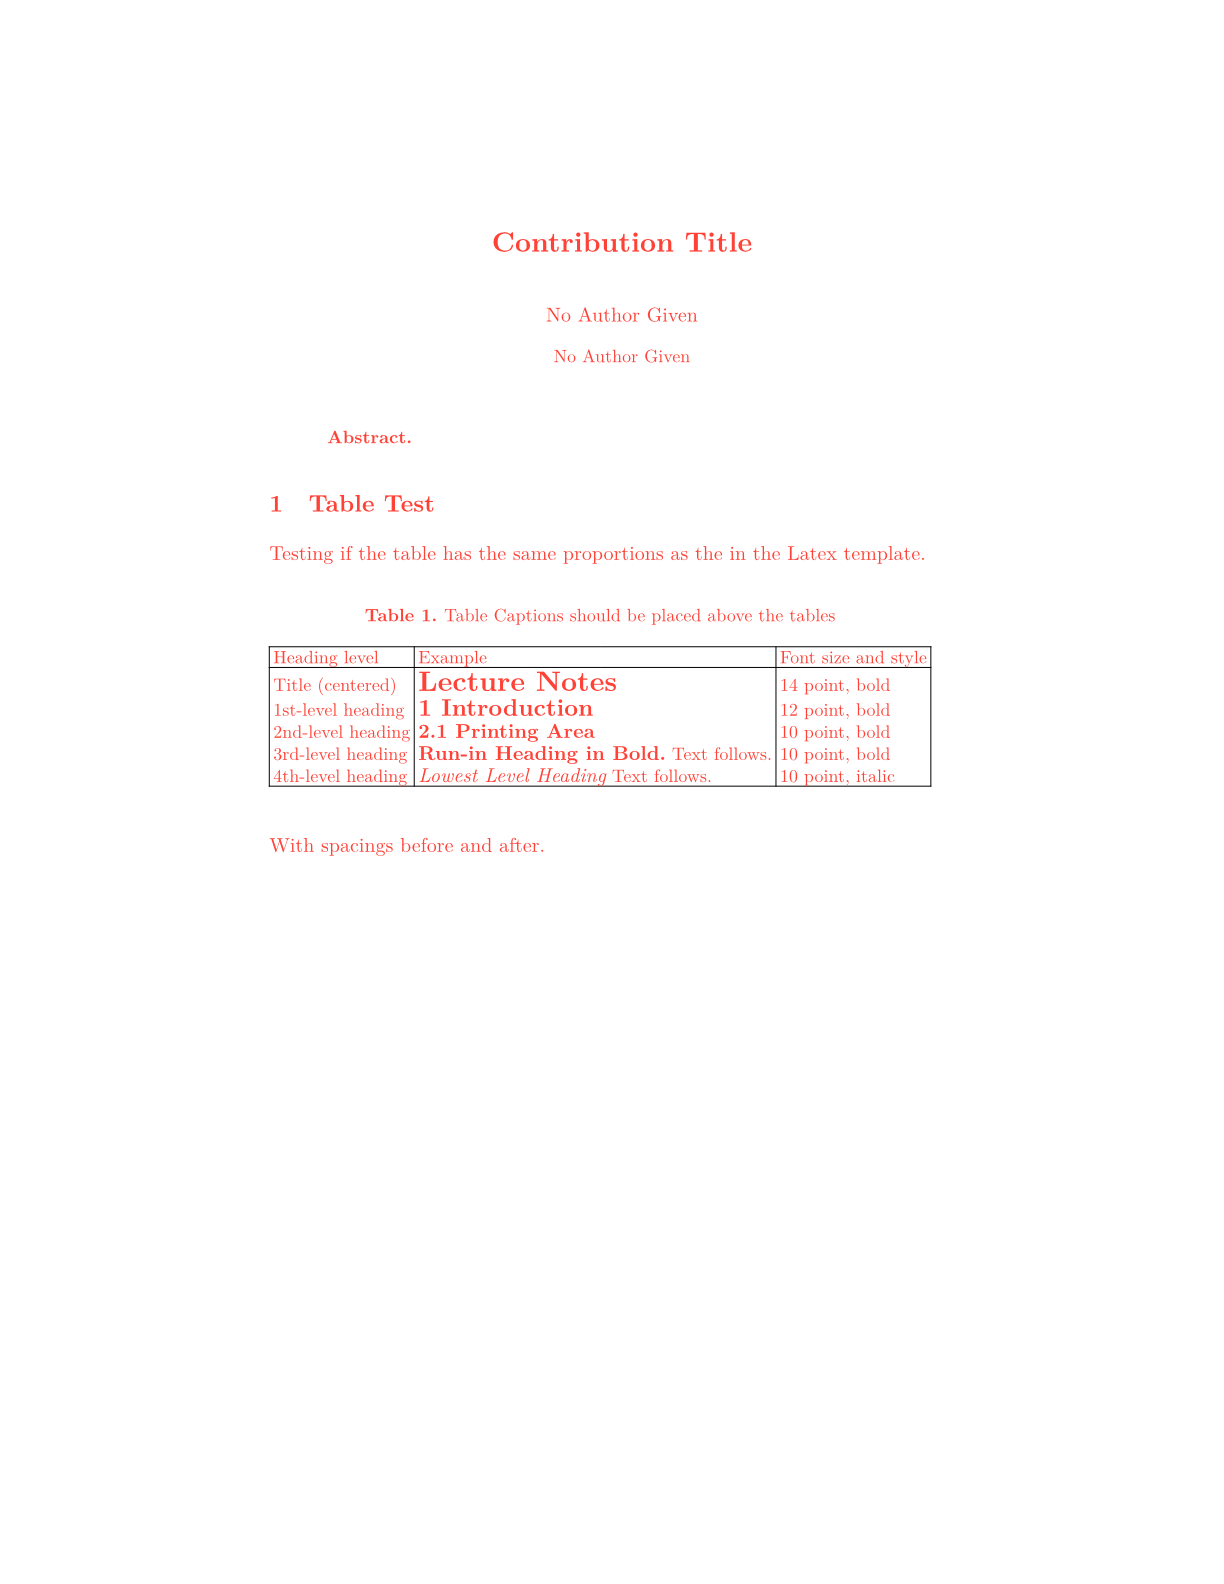 Contribution Title
No Author Given
No Author Given
Abstract.
1 Table Test
Testing if the table has the same proportions as the in the Latex template.
Table 1. Table Captions should be placed above the tables
Heading level Example Font size and style
Title (centered) Lecture Notes 14 point, bold
1st-level heading 1 Introduction 12 point, bold
2nd-level heading 2.1 Printing Area 10 point, bold
3rd-level heading Run-in Heading in Bold. Text follows. 10 point, bold
4th-level heading Lowest Level Heading Text follows. 10 point, italic
With spacings before and after.